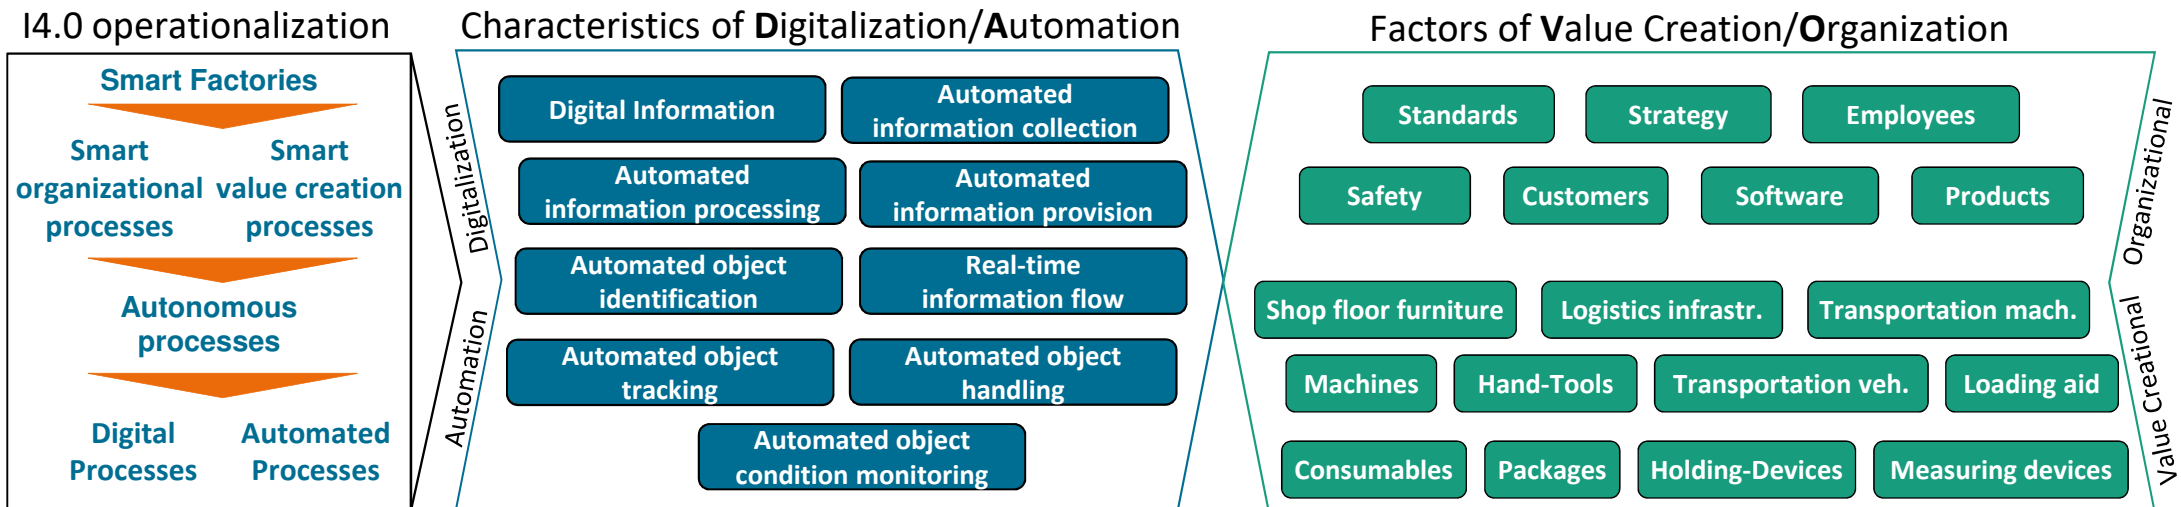 I4.0 operationalization
Smart Factories
Smart
organizational
processes
Smart
value creation
processes
Autonomous
processes
Digital
Processes
Automated
Processes
Characteristics of Digitalization/Automation
Digitalization
Automation
Digital Information
Automated
information collection
Automated
information processing
Automated
information provision
Automated object
identification
Real-time
information flow
Automated object
tracking
Automated object
handling
Automated object
condition monitoring
Factors of Value Creation/Organization
Standards
Strategy
Employees
Safety
Customers
Software
Products
Shop floor furniture
Logistics infrastr.
Transportation mach.
Machines
Hand-Tools
Transportation veh.
Loading aid
Consumables
Packages
Holding-Devices
Measuring devices
Organizational
Value Creational